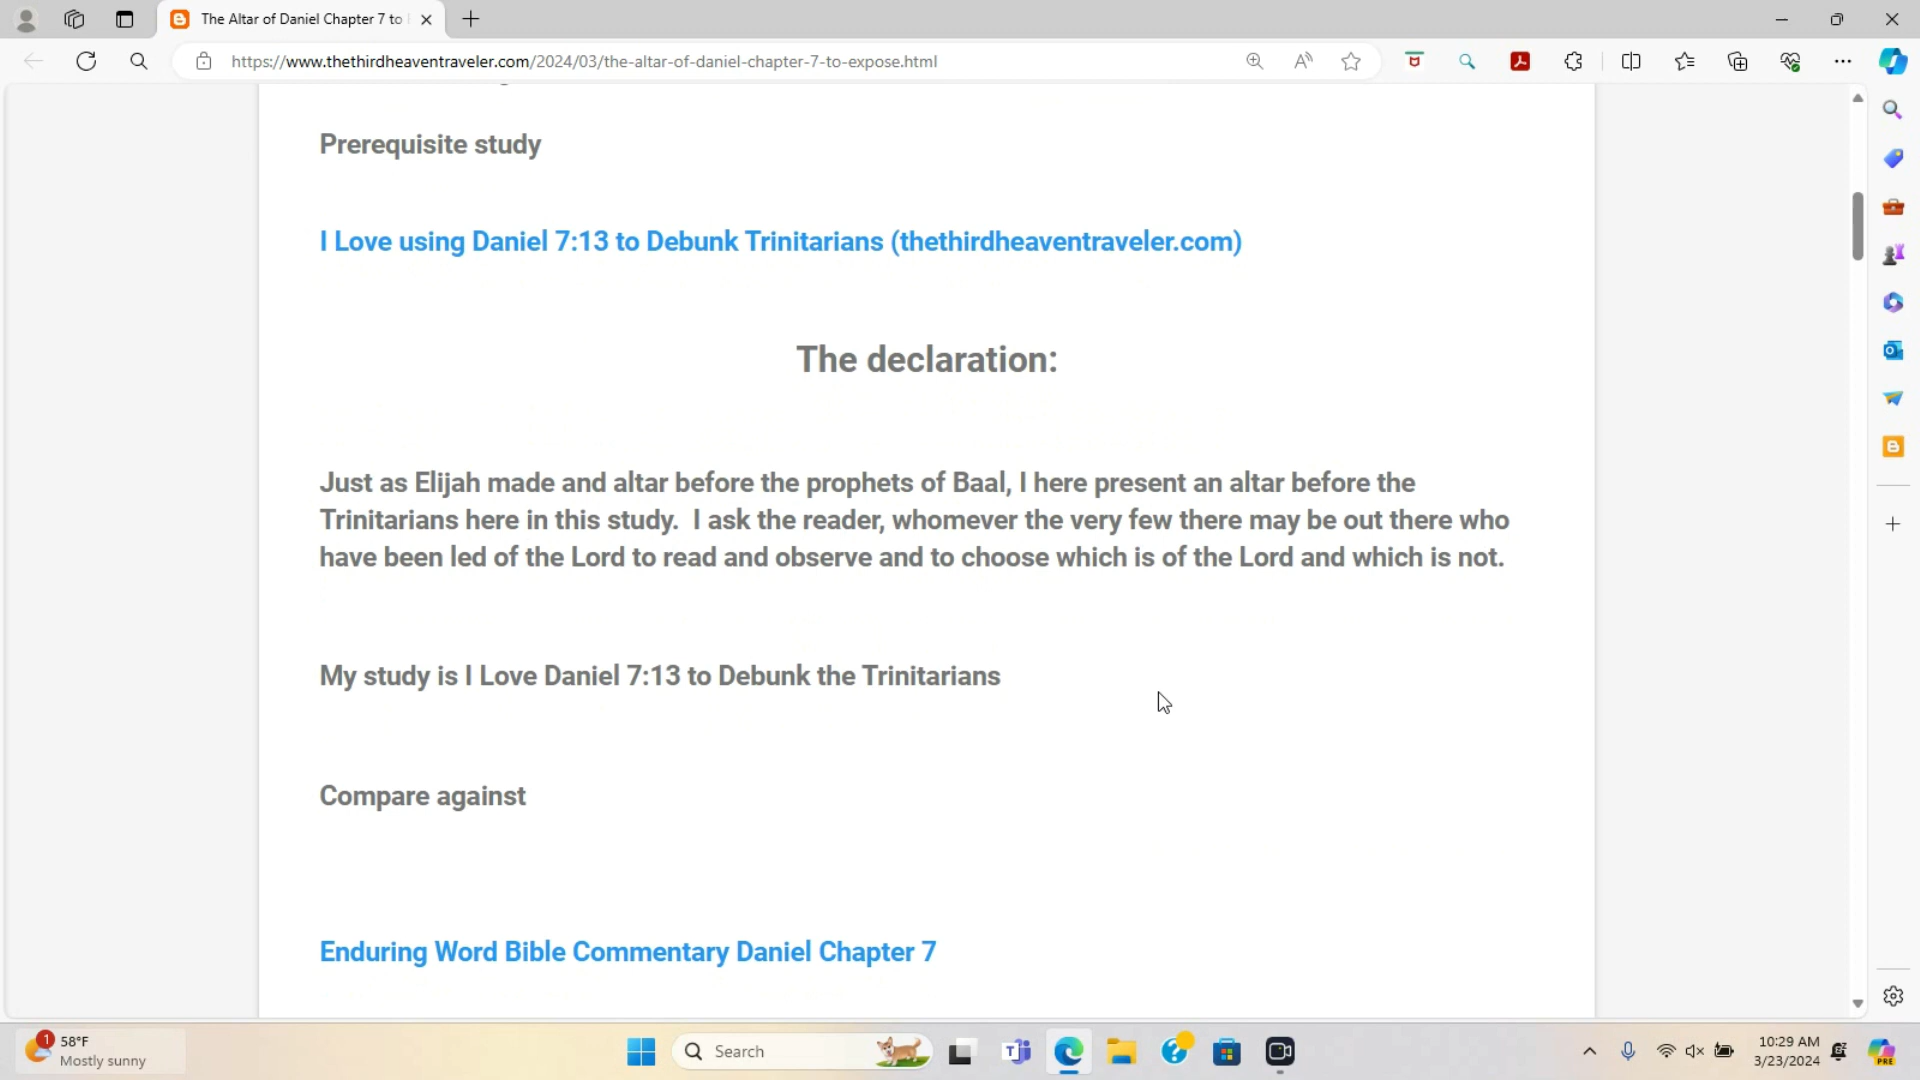 The Altar of Daniel Chapter 7 to
https://www.thethirdheaventraveler.com/2024/03/the-altar-of-daniel-chapter-7-to-expose.html
Prerequisite study
I Love using Daniel 7:13 to Debunk Trinitarians (thethirdheaventraveler.com)
The declaration:
Just as Elijah made and altar before the prophets of Baal, I here present an altar before the
Trinitarians here in this study.  I ask the reader, whomever the very few there may be out there who
have been led of the Lord to read and observe and to choose which is of the Lord and which is not.
My study is I Love Daniel 7:13 to Debunk the Trinitarians
Compare against
Enduring Word Bible Commentary Daniel Chapter 7
1
58°F
Mostly sunny
Search
10:29 AM
3/23/2024
PRE